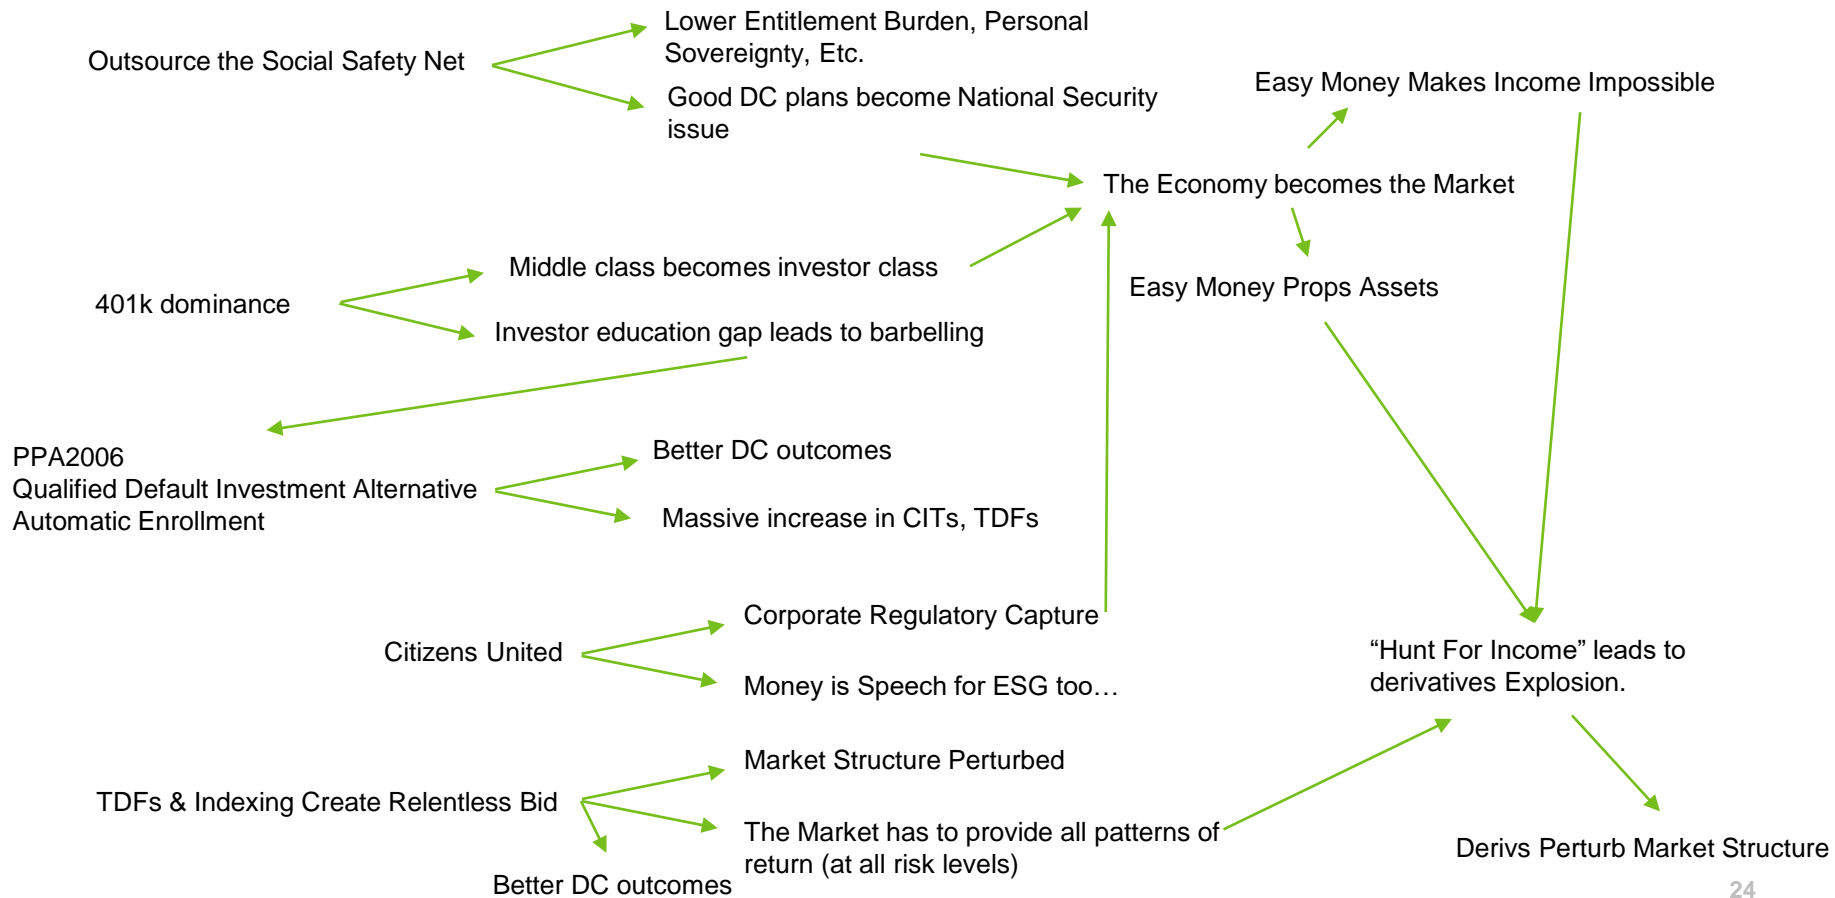 Outsource the Social Safety Net
Lower Entitlement Burden, Personal
Sovereignty, Etc.
Good DC plans become National Security
issue
Easy Money Makes Income Impossible
The Economy becomes the Market
Easy Money Props Assets
401k dominance
Middle class becomes investor class
Investor education gap leads to barbelling
PPA2006
Qualified Default Investment Alternative
Automatic Enrollment
Better DC outcomes
Massive increase in CITs, TDFs
Citizens United
Corporate Regulatory Capture
Money is Speech for ESG too…
“Hunt For Income” leads to
derivatives Explosion.
TDFs & Indexing Create Relentless Bid
Market Structure Perturbed
The Market has to provide all patterns of
return (at all risk levels)
Better DC outcomes
Derivs Perturb Market Structure
24